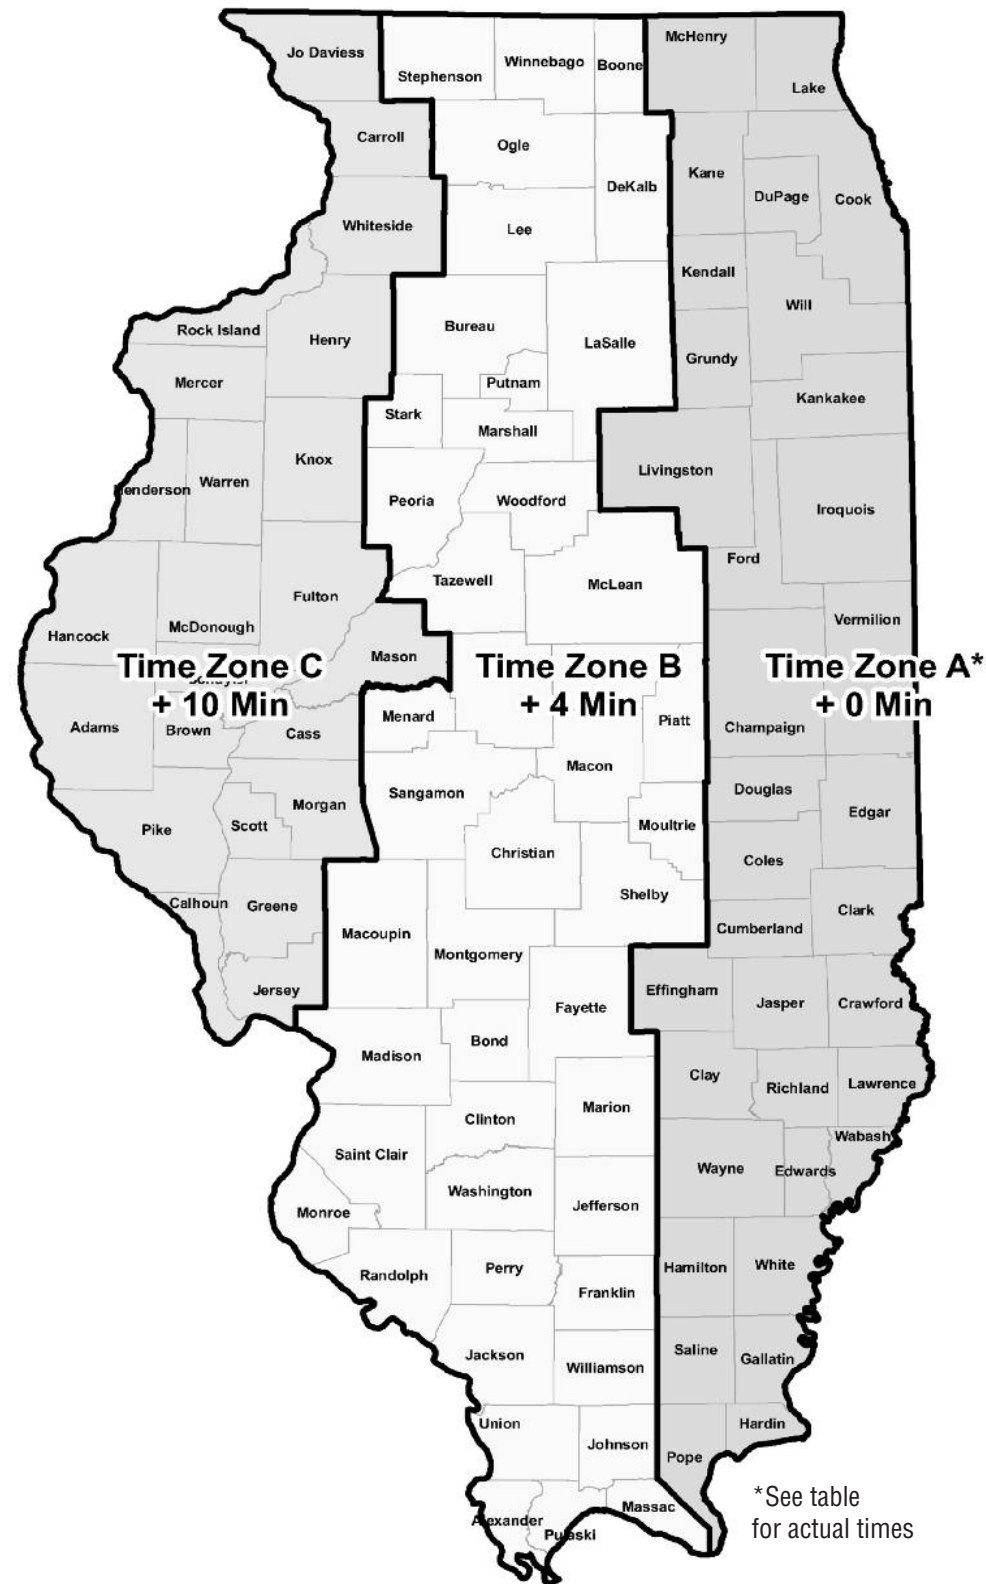 McHenry
Jo Daviess
Winnebago
Boone
Stephenson
Lake
Carroll
Ogle
Kane
DeKalb
DuPage
Cook
Whiteside
Lee
Kendall
Will
Rock Island
Henry
Bureau
LaSalle
Grundy
Mercer
Putnam
Kankakee
Stark
Marshall
Knox
Livingston
Henderson
Warren
Peoria
Woodford
Iroquois
Ford
Tazewell
McLean
Fulton
Vermilion
McDonough
Hancock
Mason
Time Zone C
+ 10 Min
Time Zone B
+ 4 Min
Time Zone A*
+ 0 Min
Menard
Piatt
Adams
Brown
Cass
Champaign
Macon
Douglas
Sangamon
Morgan
Edgar
Scott
Moultrie
Pike
Christian
Coles
Shelby
Calhoun
Greene
Clark
Cumberland
Macoupin
Montgomery
Effingham
Jersey
Jasper
Crawford
Fayette
Bond
Madison
Clay
Richland
Lawrence
Marion
Clinton
Wabash
Saint Clair
Wayne
Edwards
Washington
Jefferson
Monroe
Hamilton
White
Perry
Randolph
Franklin
Saline
Jackson
Gallatin
Williamson
Union
Hardin
Johnson
Pope
Massac
Alexander
Pulaski
*See table
for actual times